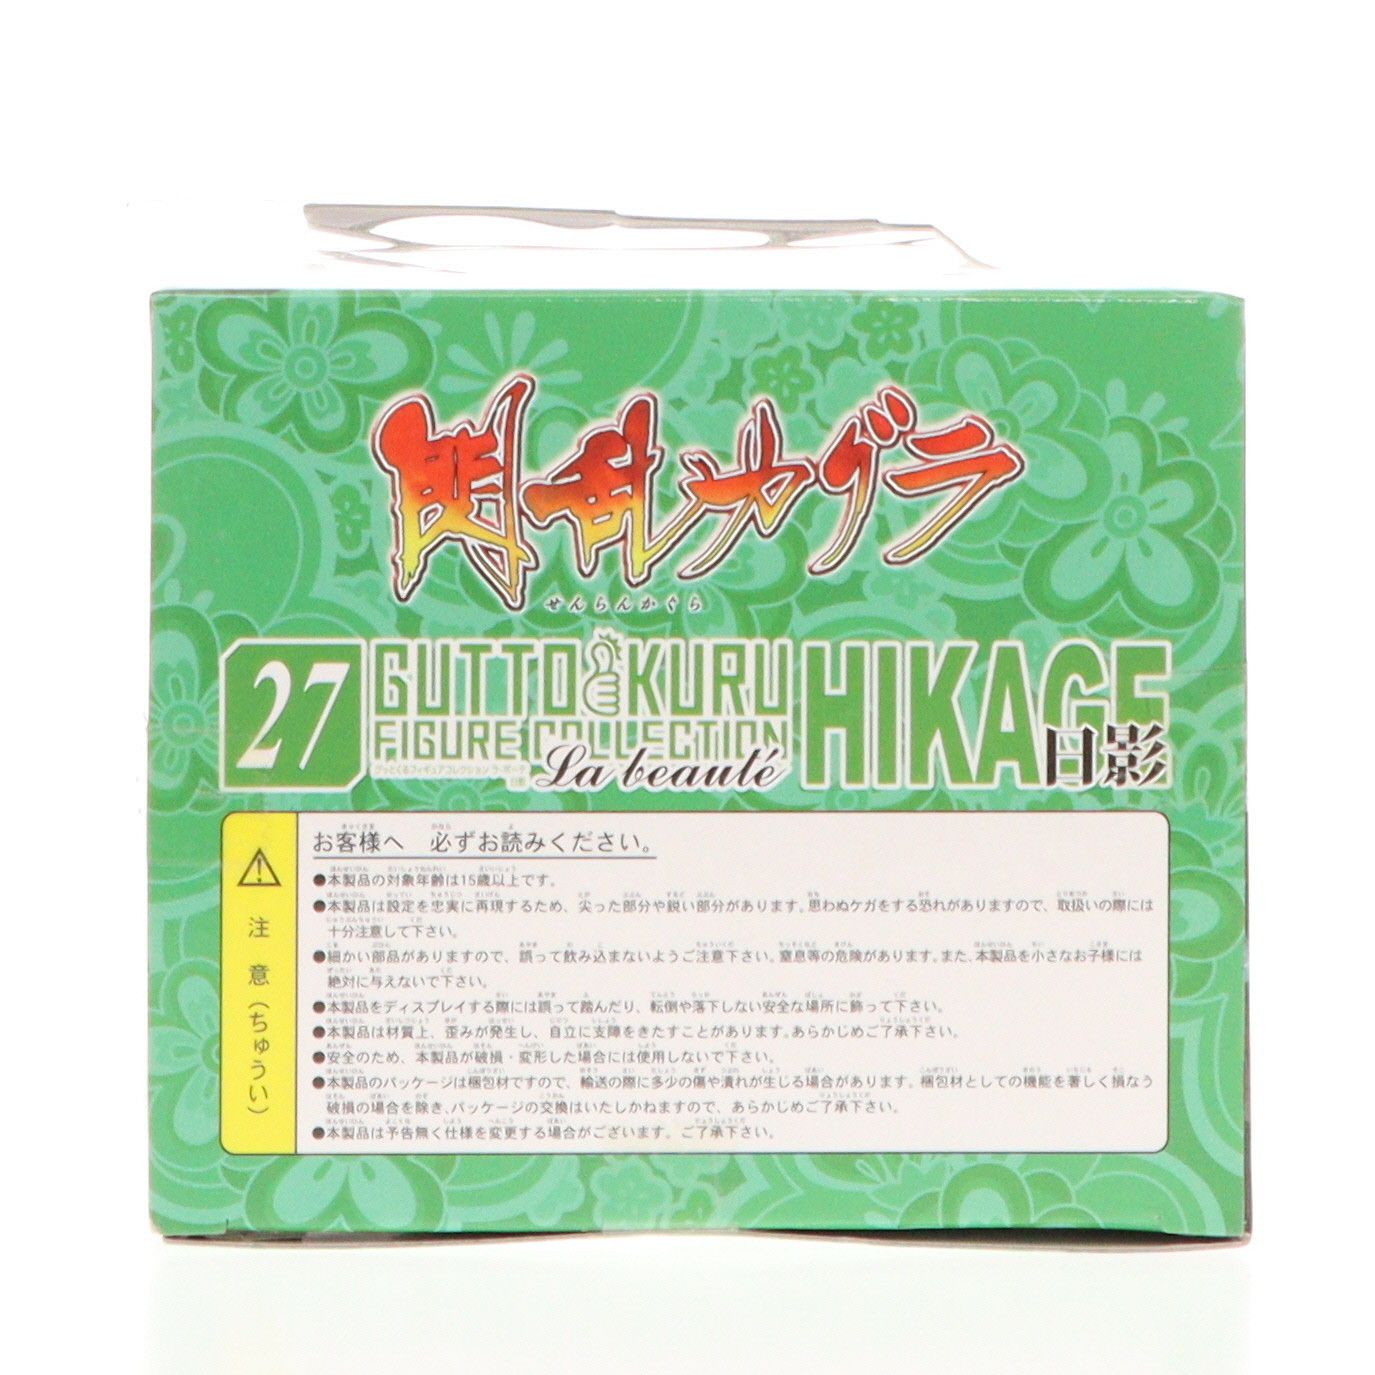 閃乱カグラ
せんらんかぐら
27
GUTTO KURU
FIGURE COLLECTION
La beauté
ぐっとくるフィギュアコレクション ラ・ボーテ
HIKAGE
日影
注意(ちゅうい)
お客様へ 必ずお読みください。
●本製品の対象年齢は15歳以上です。
●本製品は設定を忠実に再現するため、尖った部分や鋭い部分があります。思わぬケガをする恐れがありますので、取扱いの際には
十分注意して下さい。
●細かい部品がありますので、誤って飲み込まないようご注意下さい。窒息等の危険があります。また、本製品を小さなお子様には
絶対に与えないで下さい。
●本製品をディスプレイする際には誤って踏んだり、転倒や落下しない安全な場所に飾って下さい。
●本製品は材質上、歪みが発生し、自立に支障をきたすことがあります。あらかじめご了承下さい。
●安全のため、本製品が破損・変形した場合には使用しないで下さい。
●本製品のパッケージは梱包材ですので、輸送の際に多少の傷や潰れが生じる場合があります。梱包材としての機能を著しく損なう
破損の場合を除き、パッケージの交換はいたしかねますので、あらかじめご了承下さい。
●本製品は予告無く仕様を変更する場合がございます。ご了承下さい。